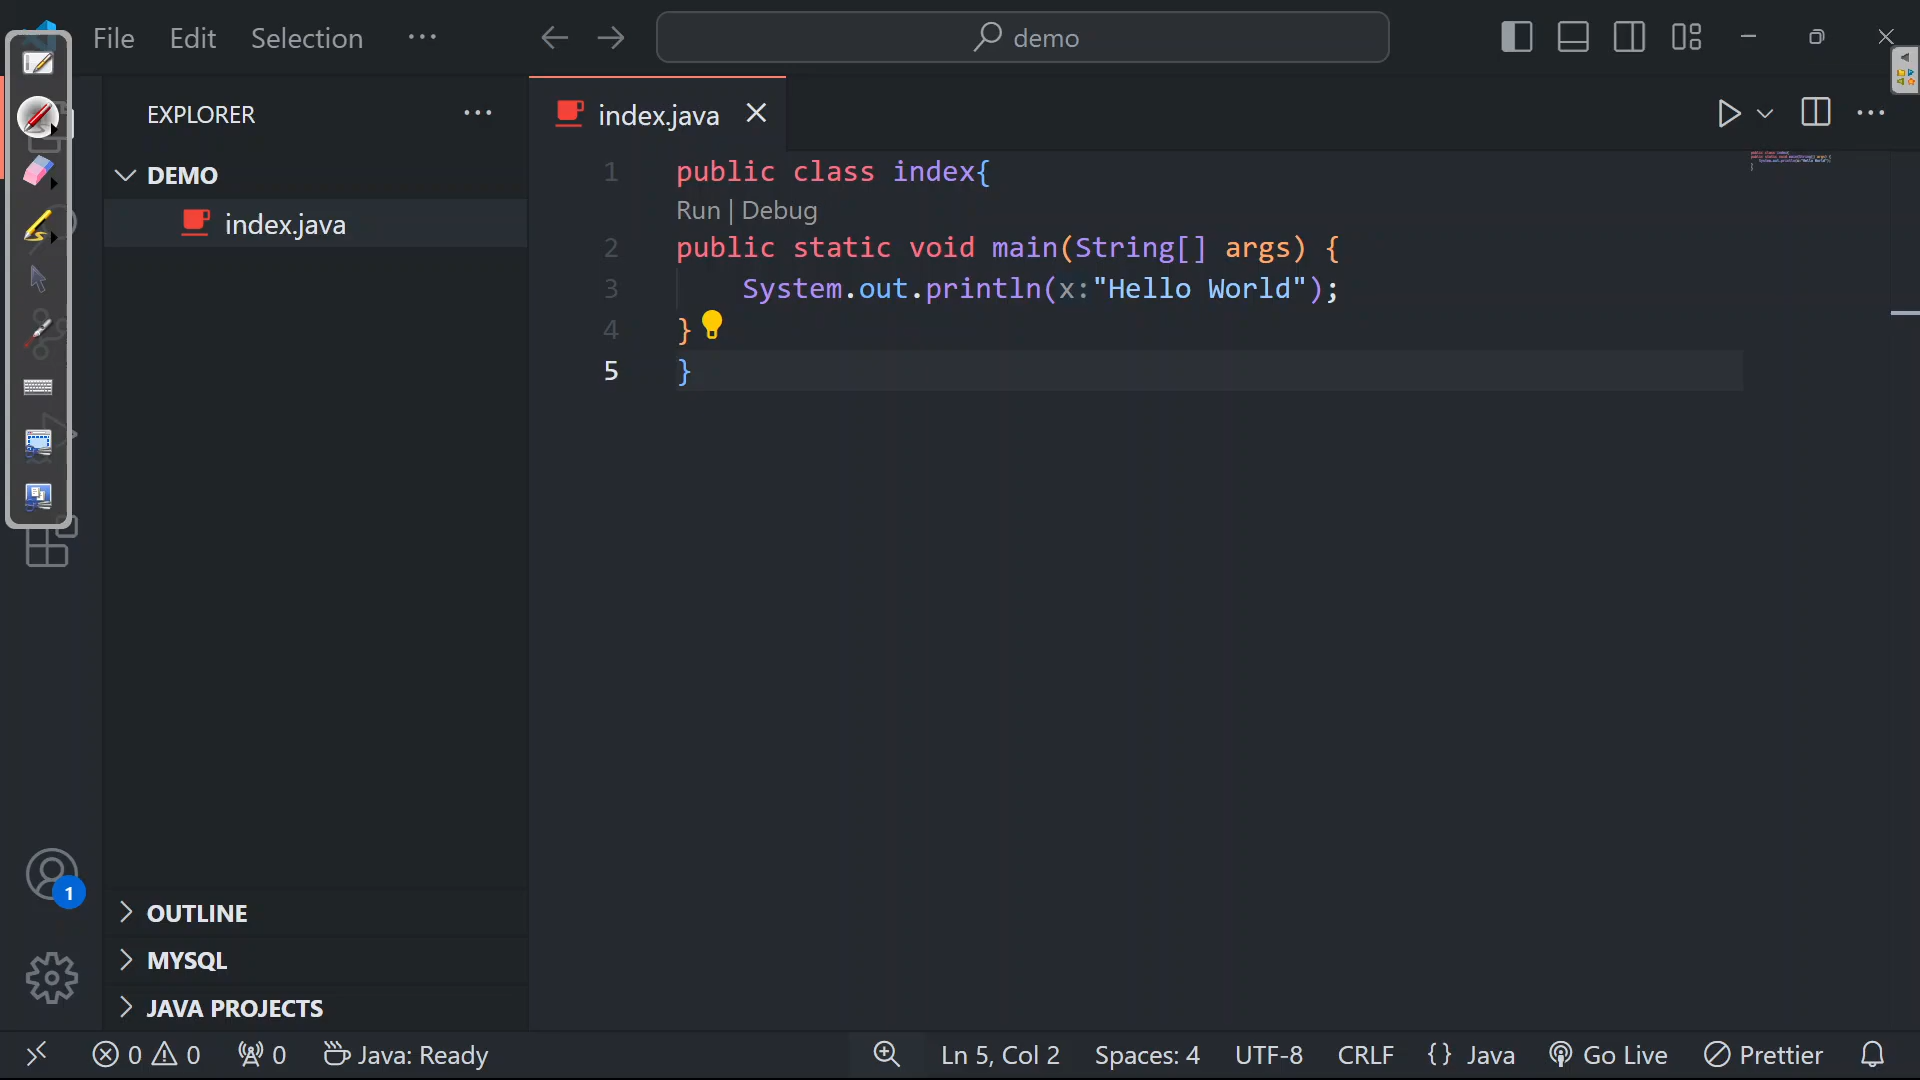 File Edit Selection ···
demo
EXPLORER ···
index.java
DEMO
index.java
1 public class index{
Run | Debug
2 public static void main(String[] args) {
3 System.out.println(x:"Hello World");
4 }
5 }
1
OUTLINE
MYSQL
JAVA PROJECTS
0 0 0 Java: Ready Ln 5, Col 2 Spaces: 4 UTF-8 CRLF {} Java Go Live Prettier